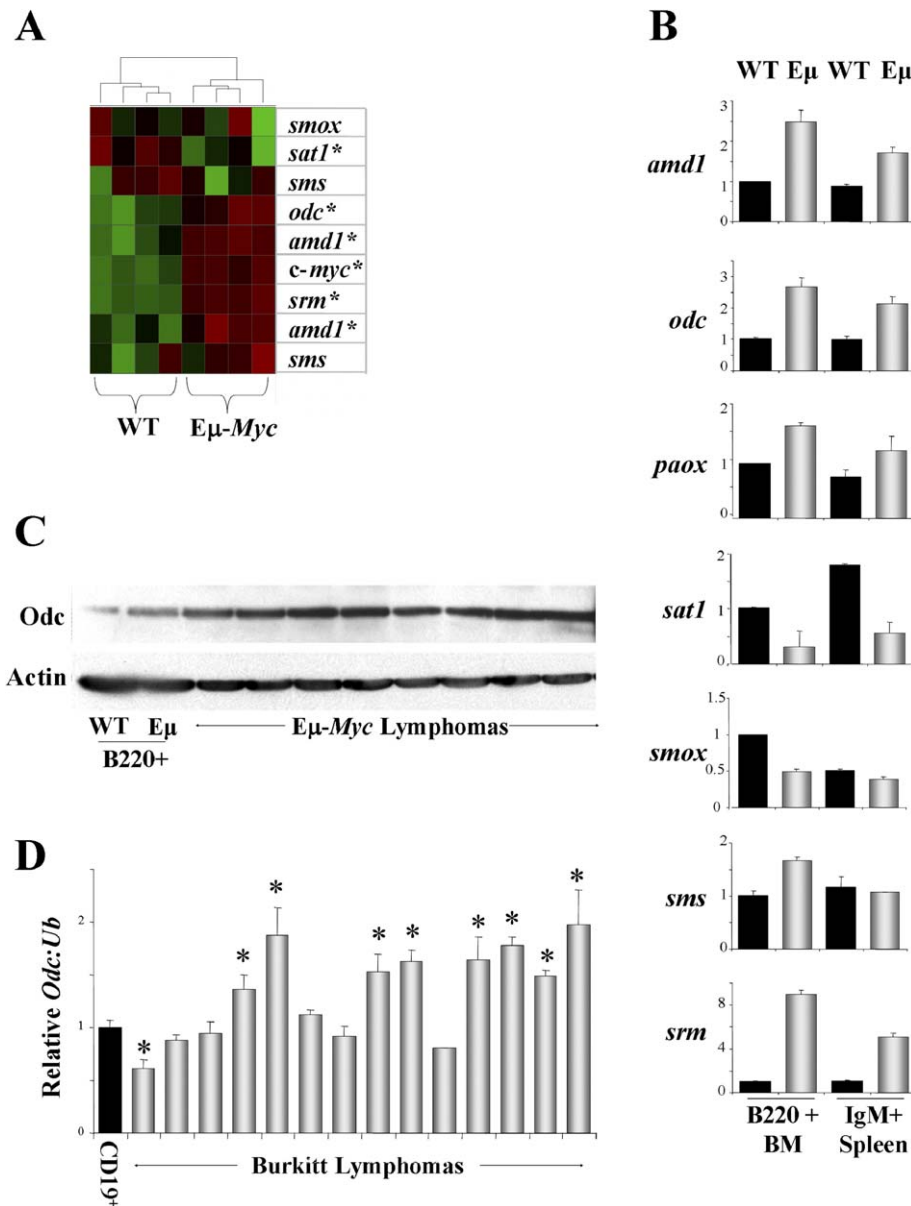 A
smox
sat1*
sms
odc*
amd1*
c-myc*
srm*
amd1*
sms
WT Eµ-Myc
B
WT Eµ WT Eµ
amd1
3
2
1
0
odc
4
3
2
1
0
paox
2
1
0
sat1
2
1
0
smox
1.5
1
0.5
0
sms
2
1
0
srm
8
4
0
B220 + BM
IgM+ Spleen
C
Odc
Actin
WT Eµ Eµ-Myc Lymphomas
B220+
D
Relative Odc:Ub
2
1
0
* * * * * * * * *
CD19+
Burkitt Lymphomas